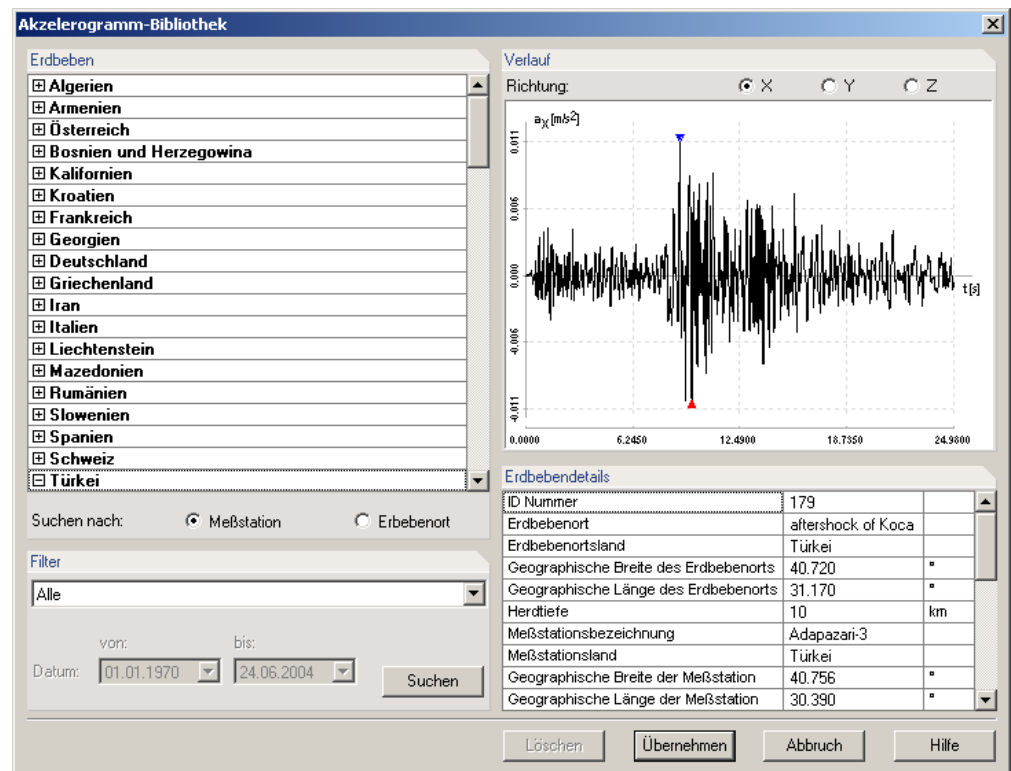 Akzelerogramm-Bibliothek
Erdbeben
Algerien
Armenien
Österreich
Bosnien und Herzegowina
Kalifornien
Kroatien
Frankreich
Georgien
Deutschland
Griechenland
Iran
Italien
Liechtenstein
Mazedonien
Rumänien
Slowenien
Spanien
Schweiz
Türkei
Suchen nach: Meßstation Erbebenort
Filter
Alle
von: bis:
Datum: 01.01.1970 24.06.2004
Suchen
Verlauf
Richtung: X Y Z
aX[m/s2]
0.011
0.006
0.000
-0.006
-0.011
t[s]
0.0000 6.2450 12.4900 18.7350 24.9800
Erdbebendetails
ID Nummer 179
Erdbebenort aftershock of Koca
Erdbebenortsland Türkei
Geographische Breite des Erdbebenorts 40.720 °
Geographische Länge des Erdbebenorts 31.170 °
Herdtiefe 10 km
Meßstationsbezeichnung Adapazari-3
Meßstationsland Türkei
Geographische Breite der Meßstation 40.756 °
Geographische Länge der Meßstation 30.390 °
Löschen Übernehmen Abbruch Hilfe